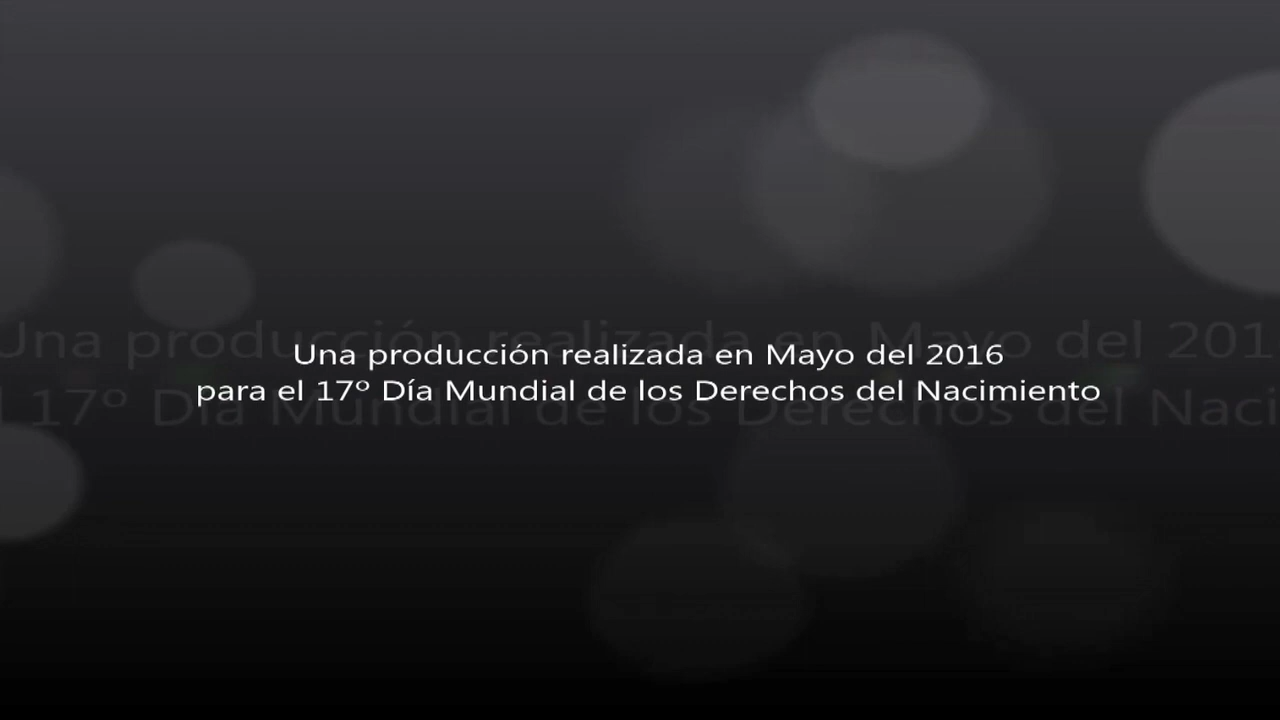 Una producción realizada en Mayo del 2016
para el 17º Día Mundial de los Derechos del Nacimiento